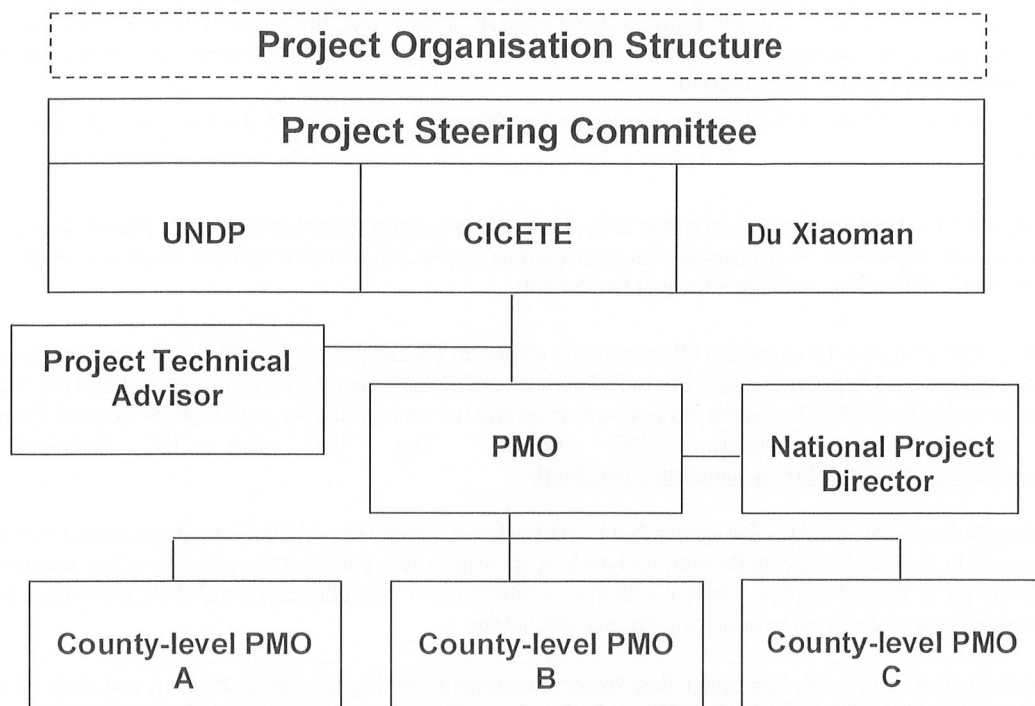 Project Organisation Structure
Project Steering Committee
UNDP
CICETE
Du Xiaoman
Project Technical
Advisor
PMO
National Project
Director
County-level PMO
A
County-level PMO
B
County-level PMO
C